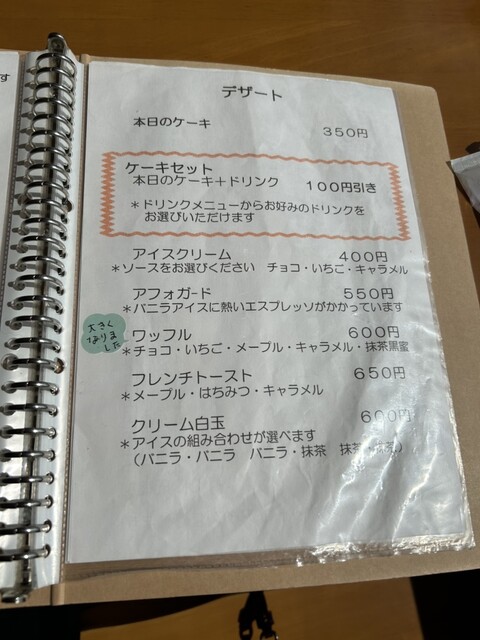 す
デザート
本日のケーキ 350円
ケーキセット
本日のケーキ+ドリンク 100円引き
*ドリンクメニューからお好みのドリンクを
お選びいただけます
アイスクリーム 400円
*ソースをお選びください チョコ・いちご・キャラメル
アフォガード 550円
*バニラアイスに熱いエスプレッソがかかっています
大きく
なりま
した
ワッフル 600円
*チョコ・いちご・メープル・キャラメル・抹茶黒蜜
フレンチトースト 650円
*メープル・はちみつ・キャラメル
クリーム白玉 600円
*アイスの組み合わせが選べます
(バニラ・バニラ バニラ・抹茶 抹茶・抹茶)